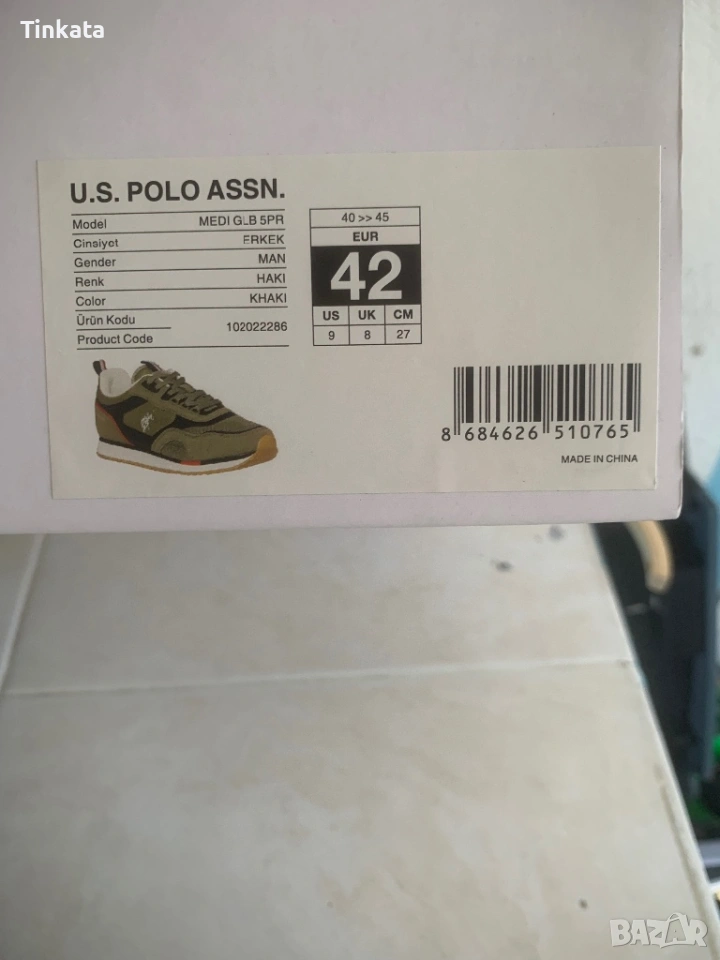 Tinkata
U.S. POLO ASSN.
Model MEDI GLB 5PR
Cinsiyet ERKEK
Gender MAN
Renk HAKI
Color KHAKI
Ürün Kodu
Product Code 102022286
40 >> 45
EUR
42
US UK CM
9 8 27
8 684626 510765
MADE IN CHINA
BAZAR